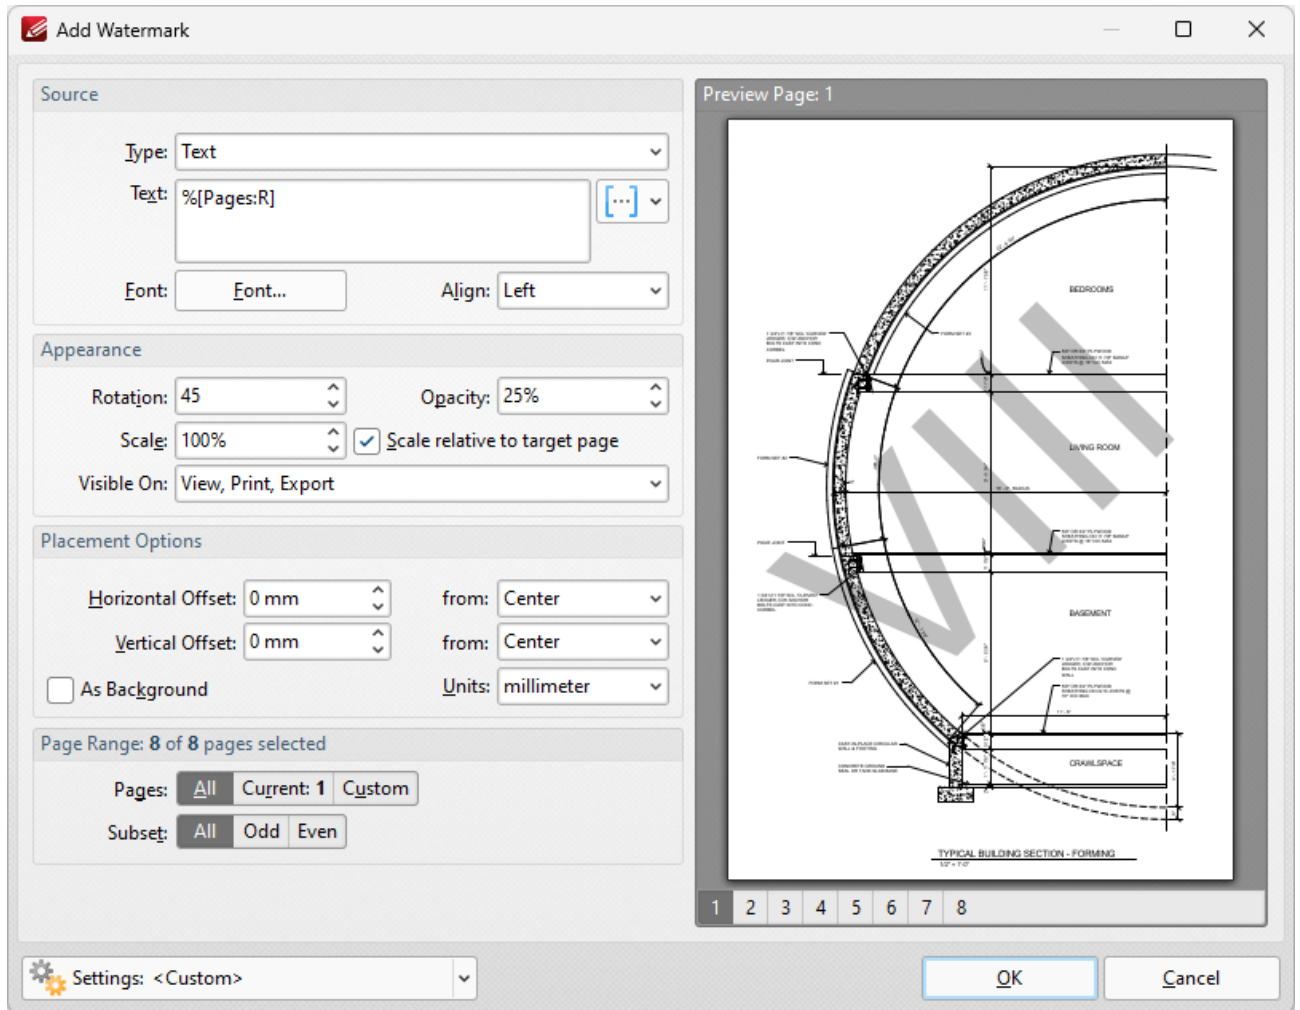 Add Watermark
Source
Type: Text
Text: %[Pages:R]
Font: Font... Align: Left
Appearance
Rotation: 45 Opacity: 25%
Scale: 100% Scale relative to target page
Visible On: View, Print, Export
Placement Options
Horizontal Offset: 0 mm from: Center
Vertical Offset: 0 mm from: Center
As Background Units: millimeter
Page Range: 8 of 8 pages selected
Pages: All Current: 1 Custom
Subset: All Odd Even
Preview Page: 1
BEDROOMS
LIVING ROOM
BASEMENT
CRAWLSPACE
VIII
TYPICAL BUILDING SECTION - FORMING
1/2" = 1'-0"
1 2 3 4 5 6 7 8
Settings: <Custom>
OK Cancel